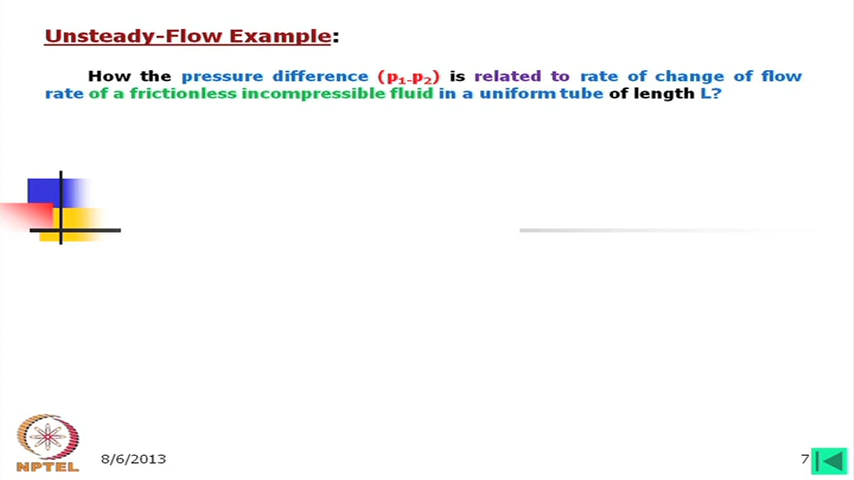 Unsteady-Flow Example:
How the pressure difference (p1-p2) is related to rate of change of flow
rate of a frictionless incompressible fluid in a uniform tube of length L?
NPTEL
8/6/2013
7